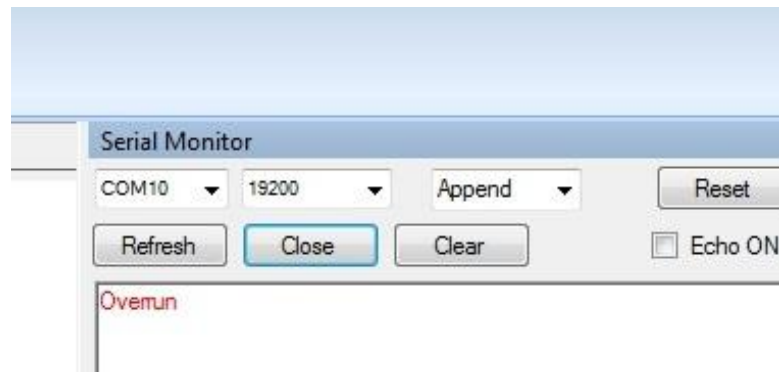 Serial Monitor
COM10 19200 Append Reset
Refresh Close Clear Echo ON
Overrun